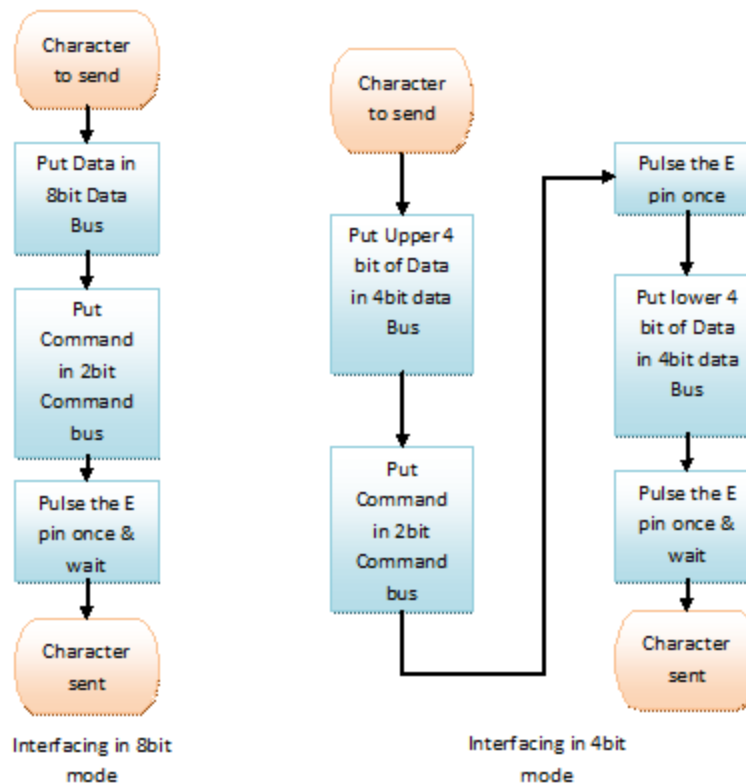 Character
to send
Put Data in
8bit Data
Bus
Put
Command
in 2bit
Command
bus
Pulse the E
pin once &
wait
Character
sent
Interfacing in 8bit
mode
Character
to send
Put Upper 4
bit of Data
in 4bit data
Bus
Put
Command
in 2bit
Command
bus
Pulse the E
pin once
Put lower 4
bit of Data
in 4bit data
Bus
Pulse the E
pin once &
wait
Character
sent
Interfacing in 4bit
mode